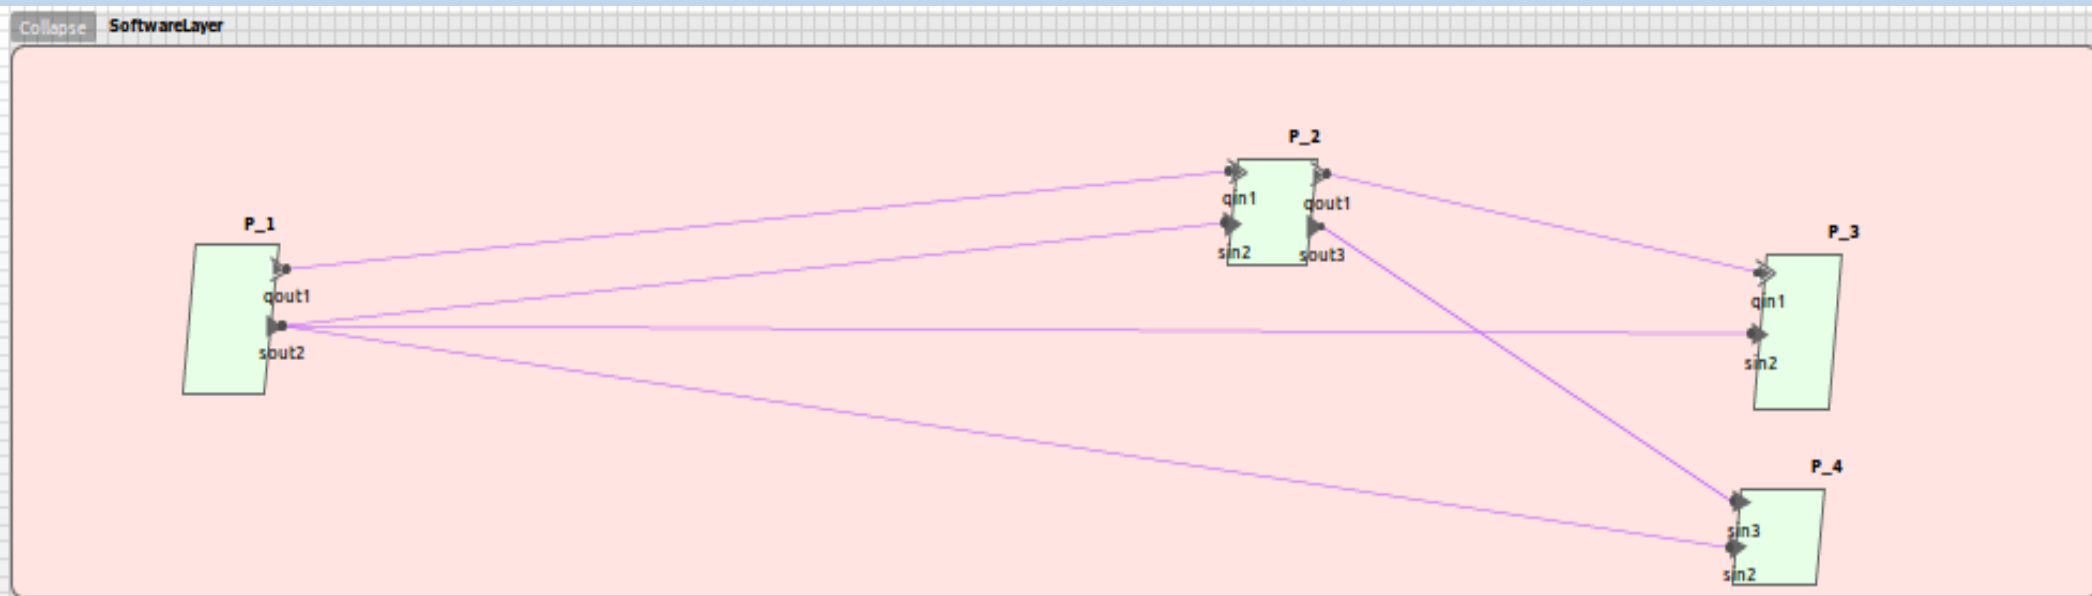 Collapse SoftwareLayer
P_2
qin1
qout1
P_1
P_3
sin2
sout3
qout1
qin1
sout2
sin2
P_4
sin3
sin2